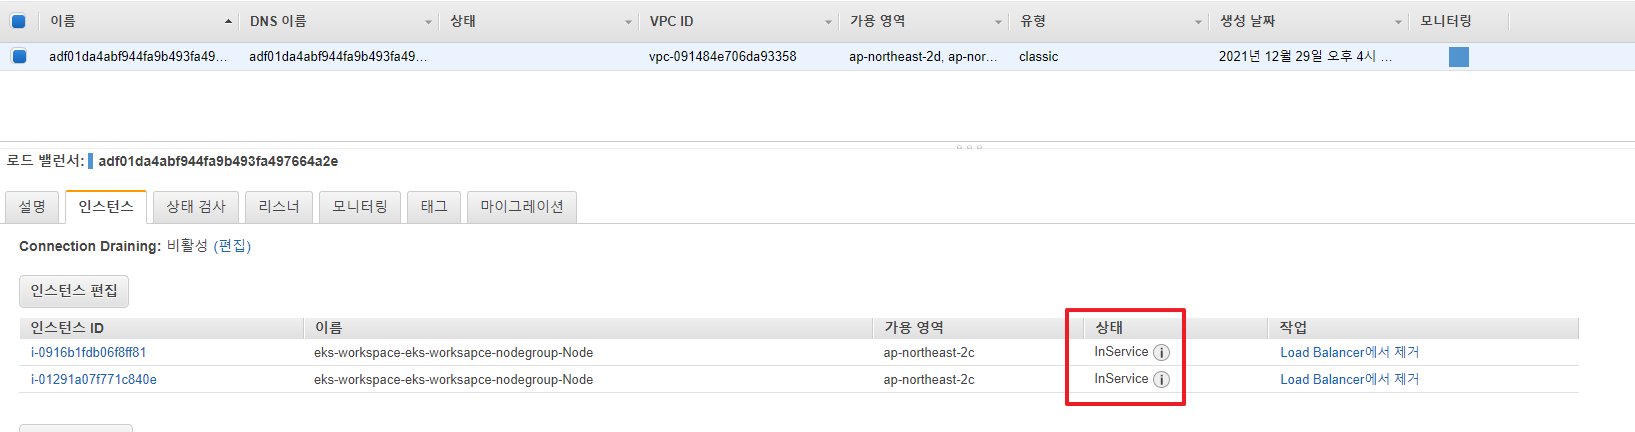 이름 DNS 이름 상태 VPC ID 가용 영역 유형 생성 날짜 모니터링
adf01da4abf944fa9b493fa49... adf01da4abf944fa9b493fa49... vpc-091484e706da93358 ap-northeast-2d, ap-nor... classic 2021년 12월 29일 오후 4시 ...
로드 밸런서: adf01da4abf944fa9b493fa497664a2e
설명 인스턴스 상태 검사 리스너 모니터링 태그 마이그레이션
Connection Draining: 비활성 (편집)
인스턴스 편집
인스턴스 ID 이름 가용 영역 상태 작업
i-0916b1fdb06f8ff81 eks-workspace-eks-worksapce-nodegroup-Node ap-northeast-2c InService i Load Balancer에서 제거
i-01291a07f771c840e eks-workspace-eks-worksapce-nodegroup-Node ap-northeast-2c InService i Load Balancer에서 제거